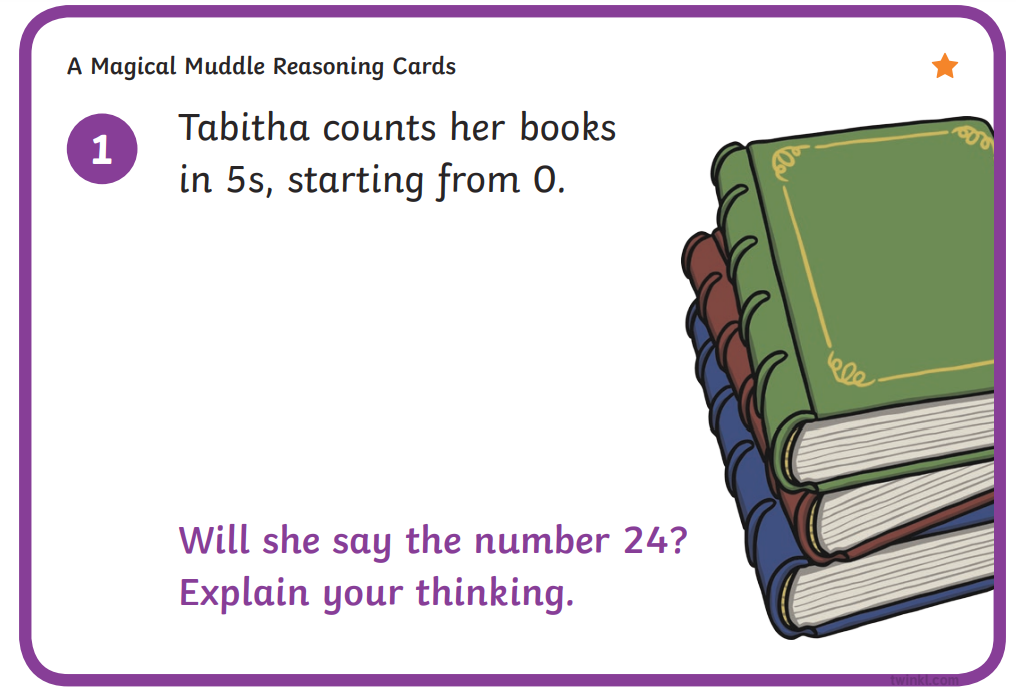 A Magical Muddle Reasoning Cards
1
Tabitha counts her books
in 5s, starting from 0.
Will she say the number 24?
Explain your thinking.
twinkl.com